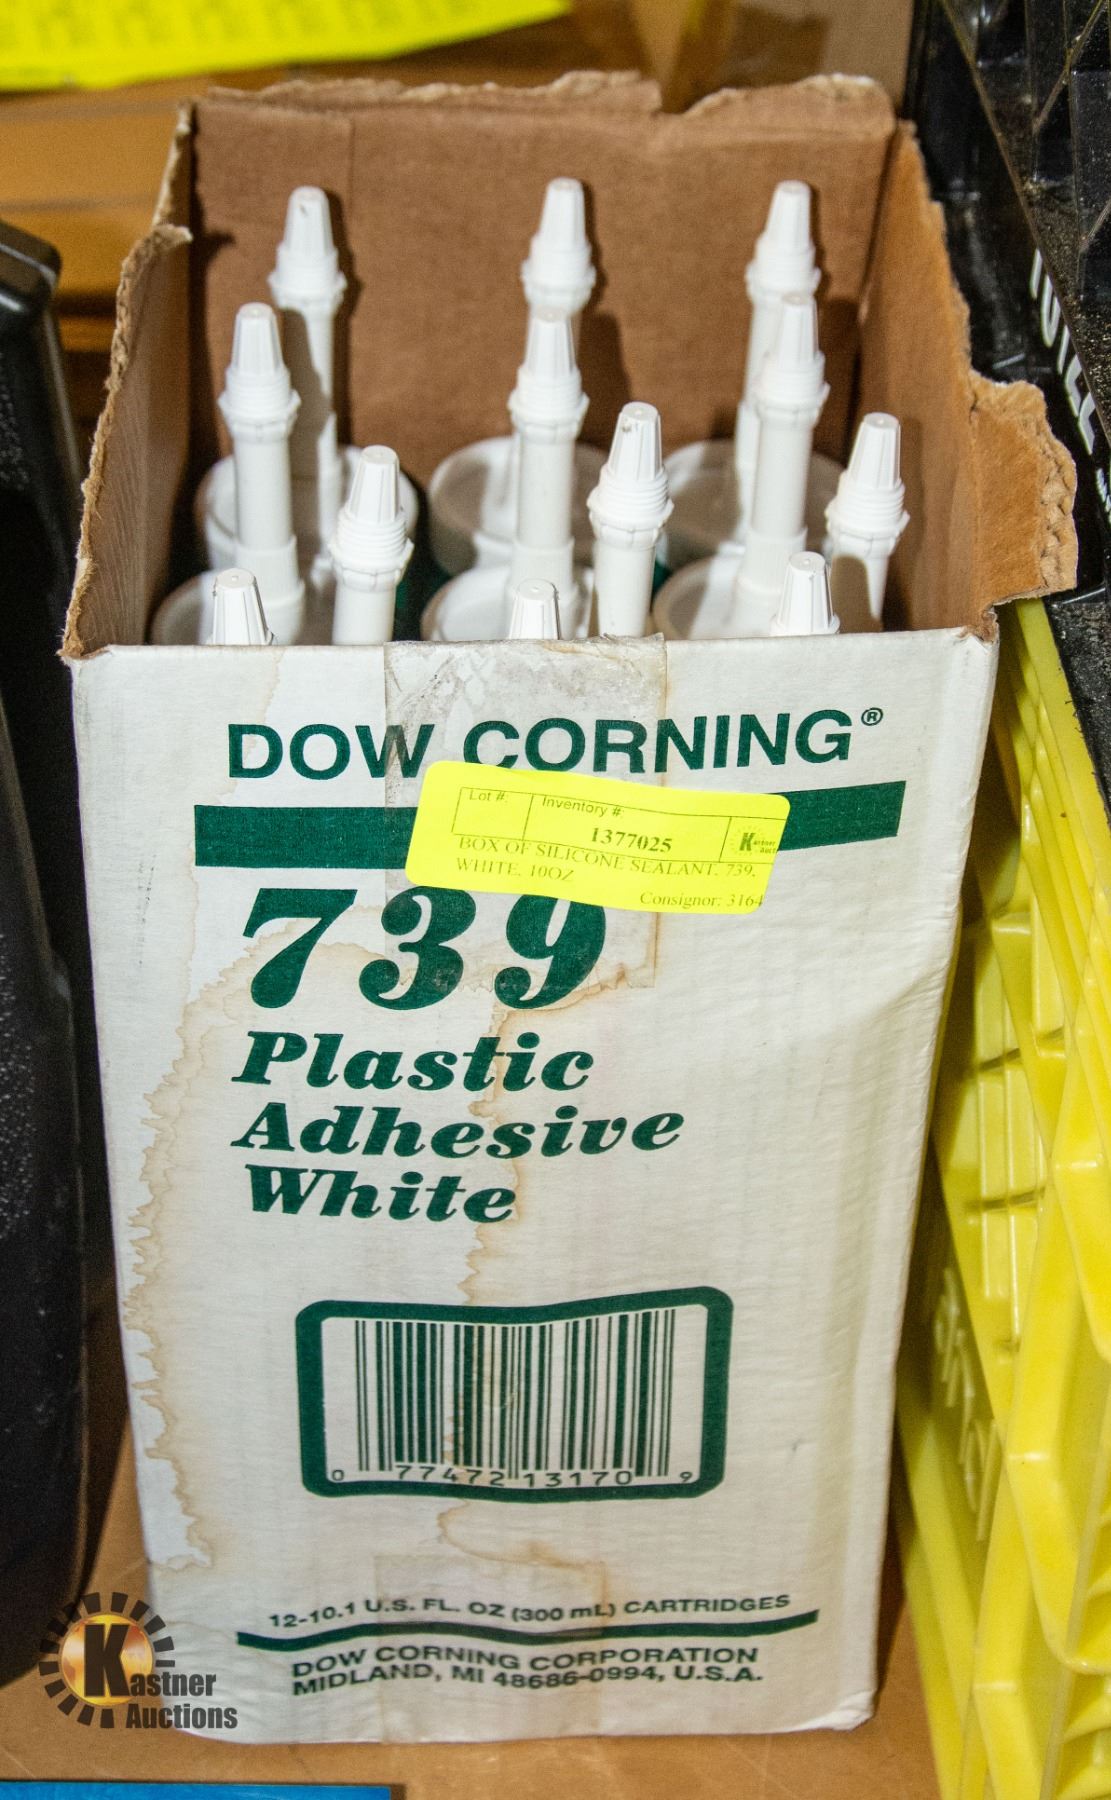 DOW CORNING®
Lot #:
Inventory #:
1377025
Kastner
BOX OF SILICONE SEALANT, 739,
WHITE, 10OZ
Consignor: 3164
739
Plastic
Adhesive
White
0 77472 13170 9
12-10.1 U.S. FL. OZ (300 mL) CARTRIDGES
DOW CORNING CORPORATION
MIDLAND, MI 48686-0994, U.S.A.
Kastner
Auctions